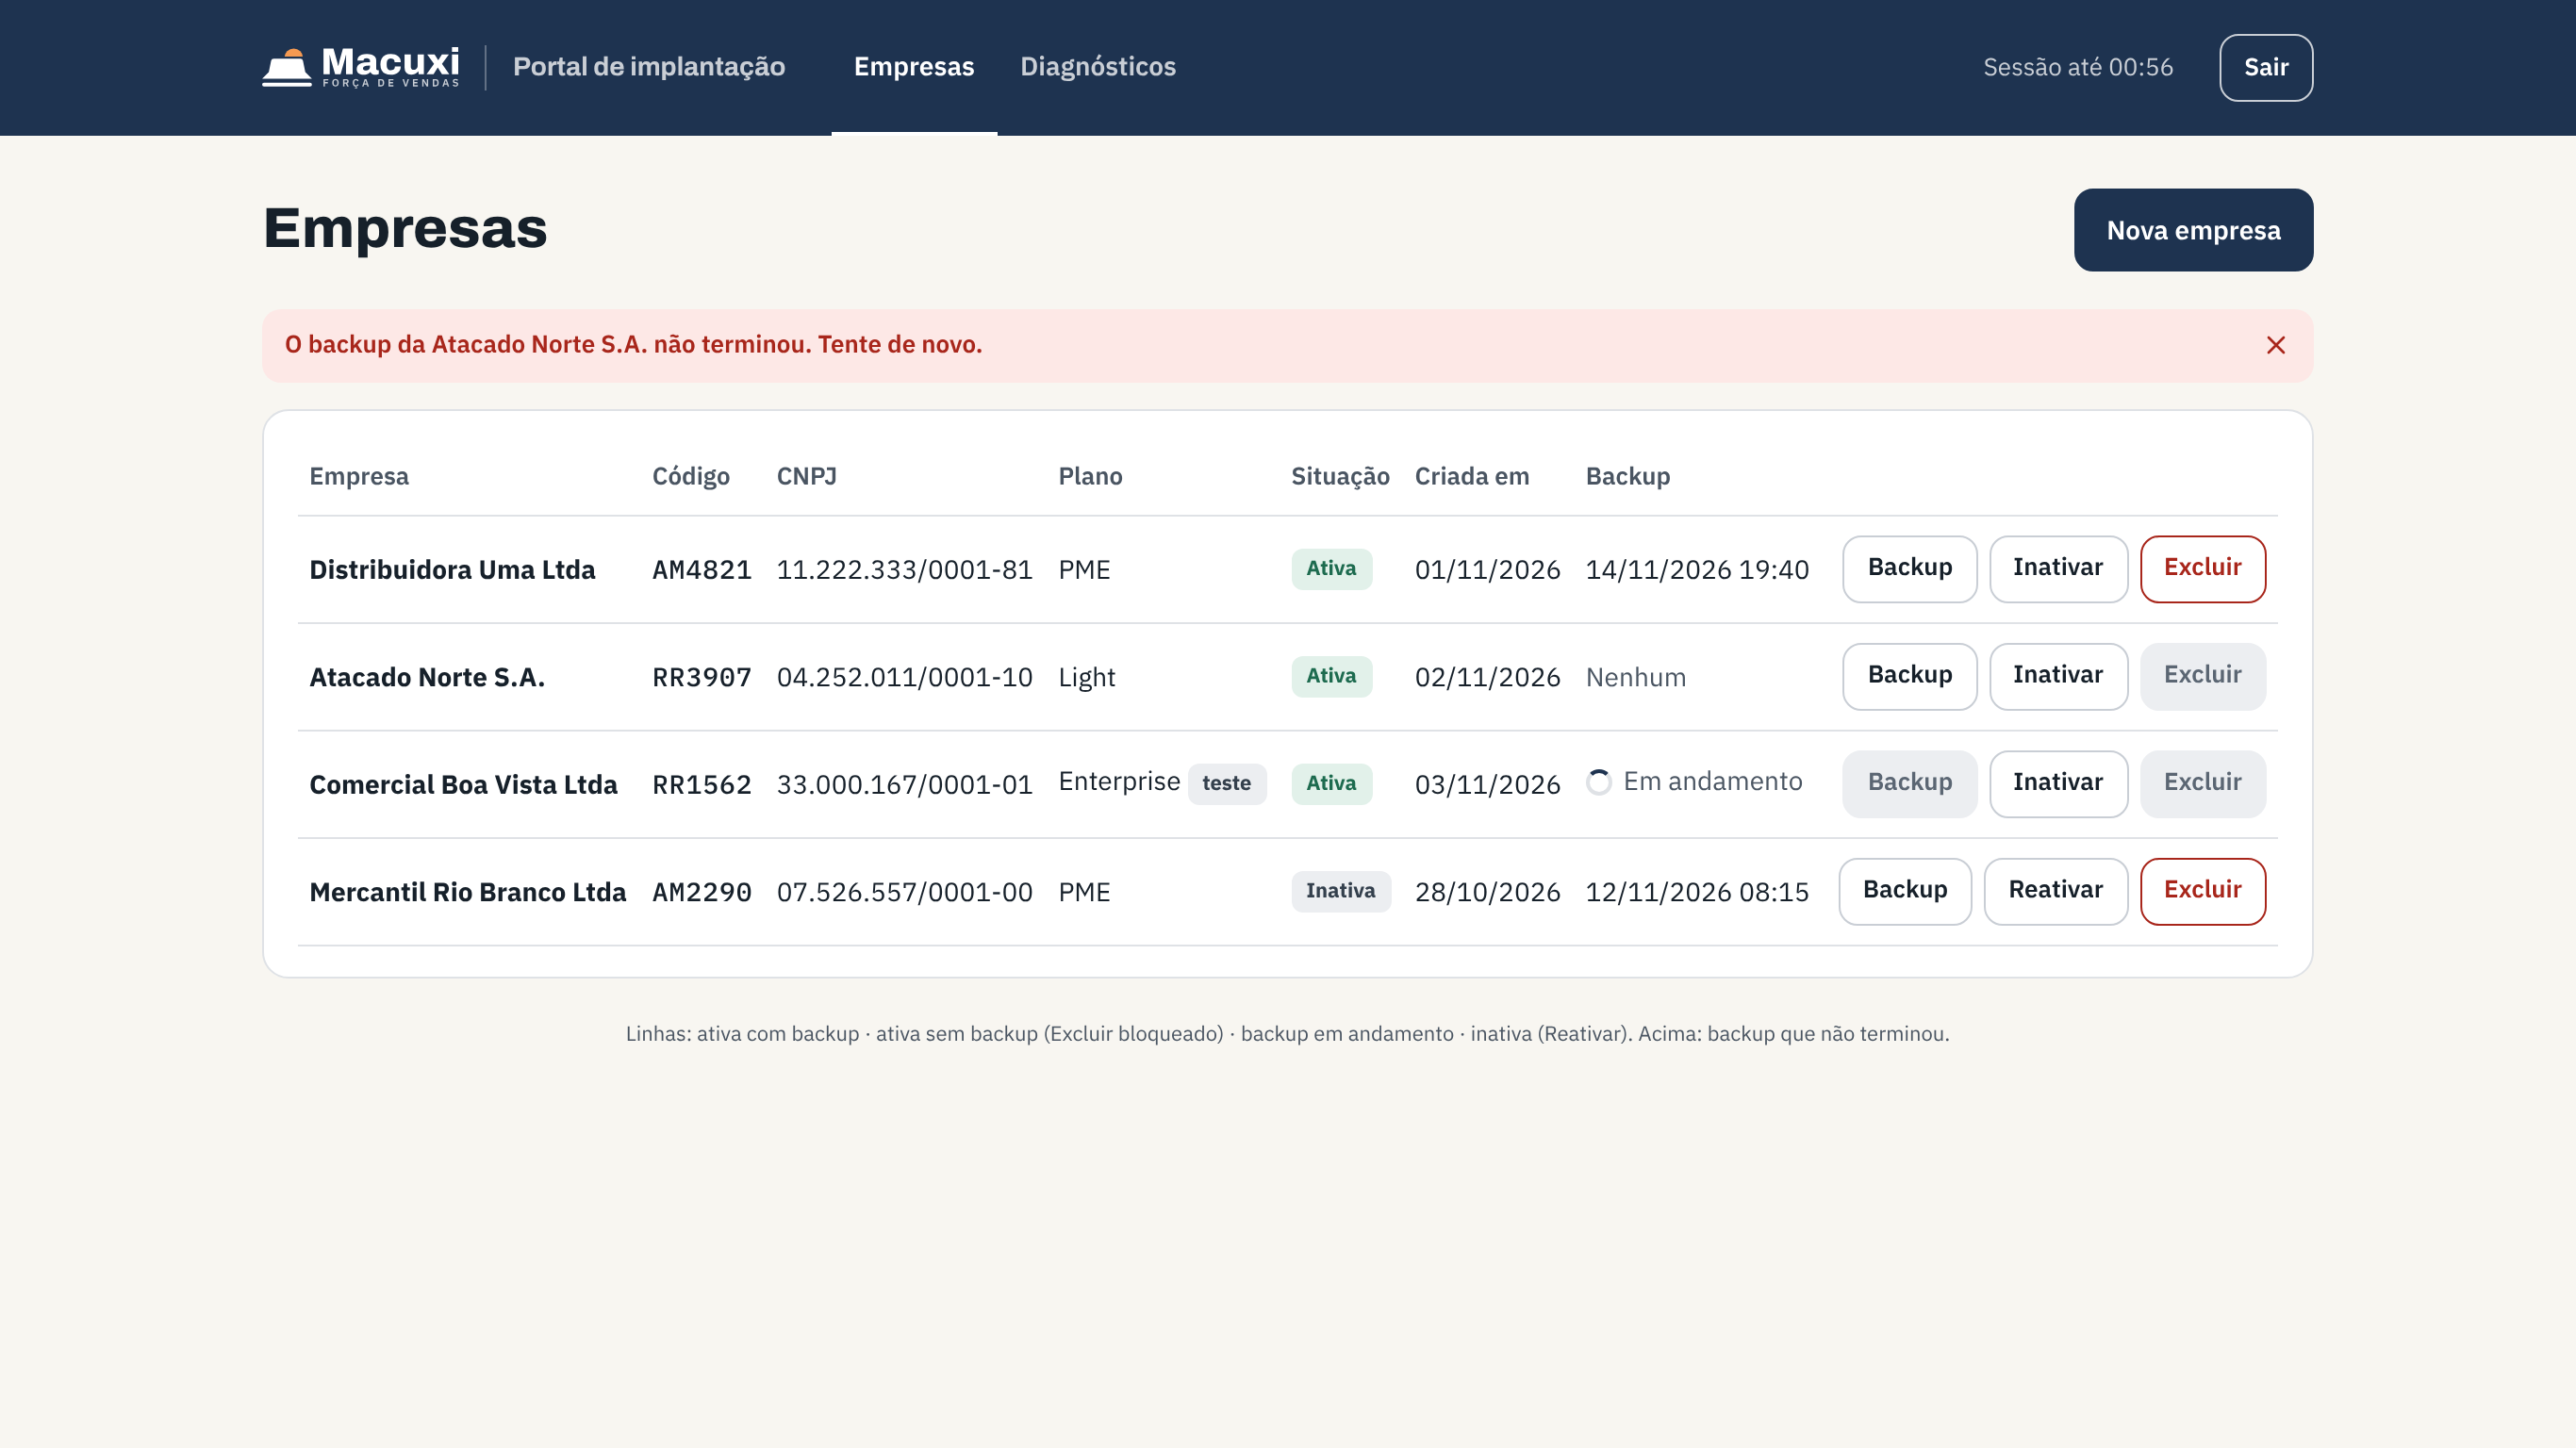 Macuxi
FORÇA DE VENDAS
Portal de implantação
Empresas
Diagnósticos
Sessão até 00:56
Sair
Empresas
Nova empresa
O backup da Atacado Norte S.A. não terminou. Tente de novo.
Empresa Código CNPJ Plano Situação Criada em Backup
Distribuidora Uma Ltda AM4821 11.222.333/0001-81 PME Ativa 01/11/2026 14/11/2026 19:40 Backup Inativar Excluir
Atacado Norte S.A. RR3907 04.252.011/0001-10 Light Ativa 02/11/2026 Nenhum Backup Inativar Excluir
Comercial Boa Vista Ltda RR1562 33.000.167/0001-01 Enterprise teste Ativa 03/11/2026 Em andamento Backup Inativar Excluir
Mercantil Rio Branco Ltda AM2290 07.526.557/0001-00 PME Inativa 28/10/2026 12/11/2026 08:15 Backup Reativar Excluir
Linhas: ativa com backup · ativa sem backup (Excluir bloqueado) · backup em andamento · inativa (Reativar). Acima: backup que não terminou.